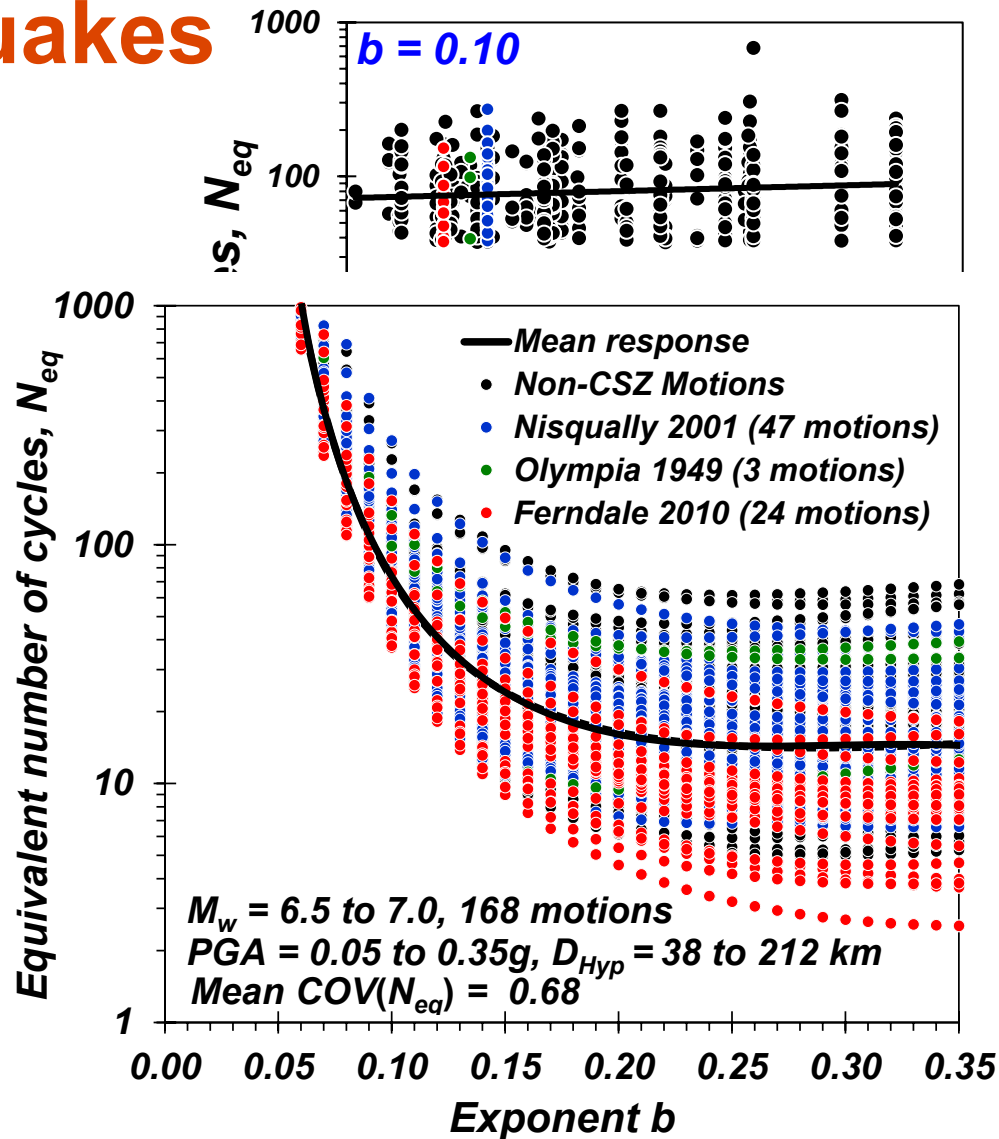 uakes
1000
b = 0.10
100
es, Neq
1000
100
10
1
Equivalent number of cycles, Neq
Mean response
Non-CSZ Motions
Nisqually 2001 (47 motions)
Olympia 1949 (3 motions)
Ferndale 2010 (24 motions)
Mw = 6.5 to 7.0, 168 motions
PGA = 0.05 to 0.35g, DHyp = 38 to 212 km
Mean COV(Neq) = 0.68
0.00 0.05 0.10 0.15 0.20 0.25 0.30 0.35
Exponent b